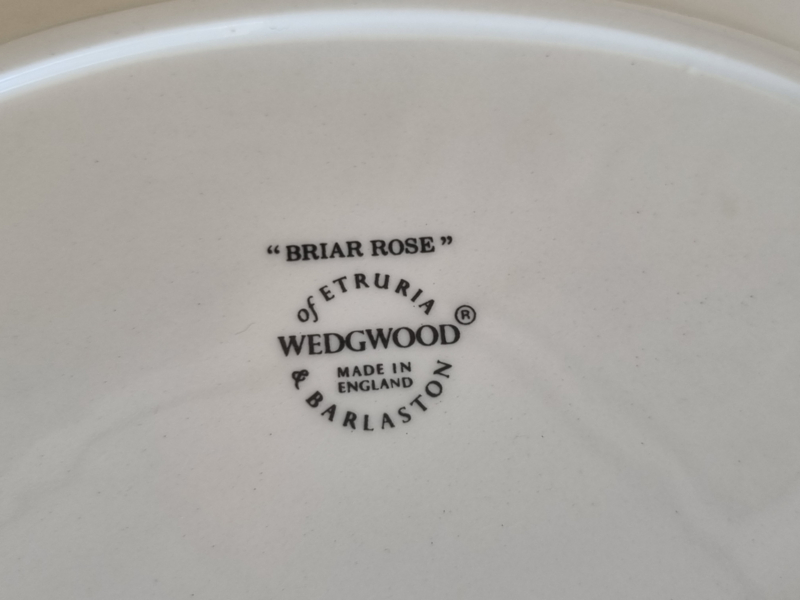 “BRIAR ROSE”
of ETRURIA
WEDGWOOD®
MADE IN
ENGLAND
& BARLASTON